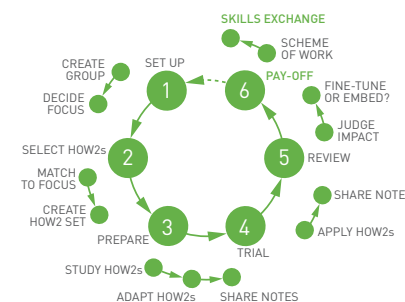 SKILLS EXCHANGE
SCHEME
OF WORK
CREATE
GROUP
SET UP
PAY-OFF
FINE-TUNE
OR EMBED?
DECIDE
FOCUS
1
6
JUDGE
IMPACT
SELECT HOW2s
2
5
REVIEW
MATCH
TO FOCUS
CREATE
HOW2 SET
SHARE NOTE
3
4
PREPARE
TRIAL
APPLY HOW2s
STUDY HOW2s
ADAPT HOW2s
SHARE NOTES